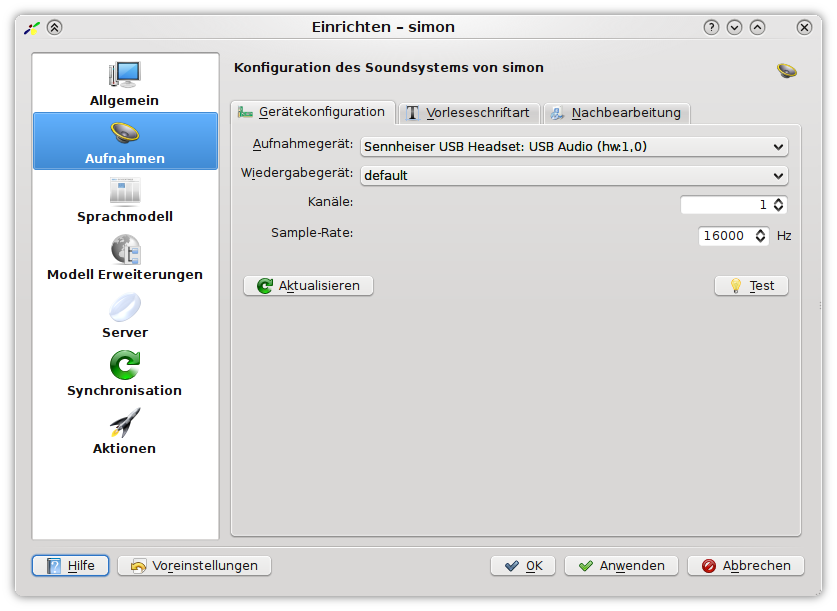 Einrichten – simon
Allgemein
Aufnahmen
Sprachmodell
Modell Erweiterungen
Server
Synchronisation
Aktionen
Konfiguration des Soundsystems von simon
Gerätekonfiguration Vorleseschriftart Nachbearbeitung
Aufnahmegerät: Sennheiser USB Headset: USB Audio (hw:1,0)
Wiedergabegerät: default
Kanäle: 1
Sample-Rate: 16000 Hz
Aktualisieren Test
Hilfe Voreinstellungen OK Anwenden Abbrechen